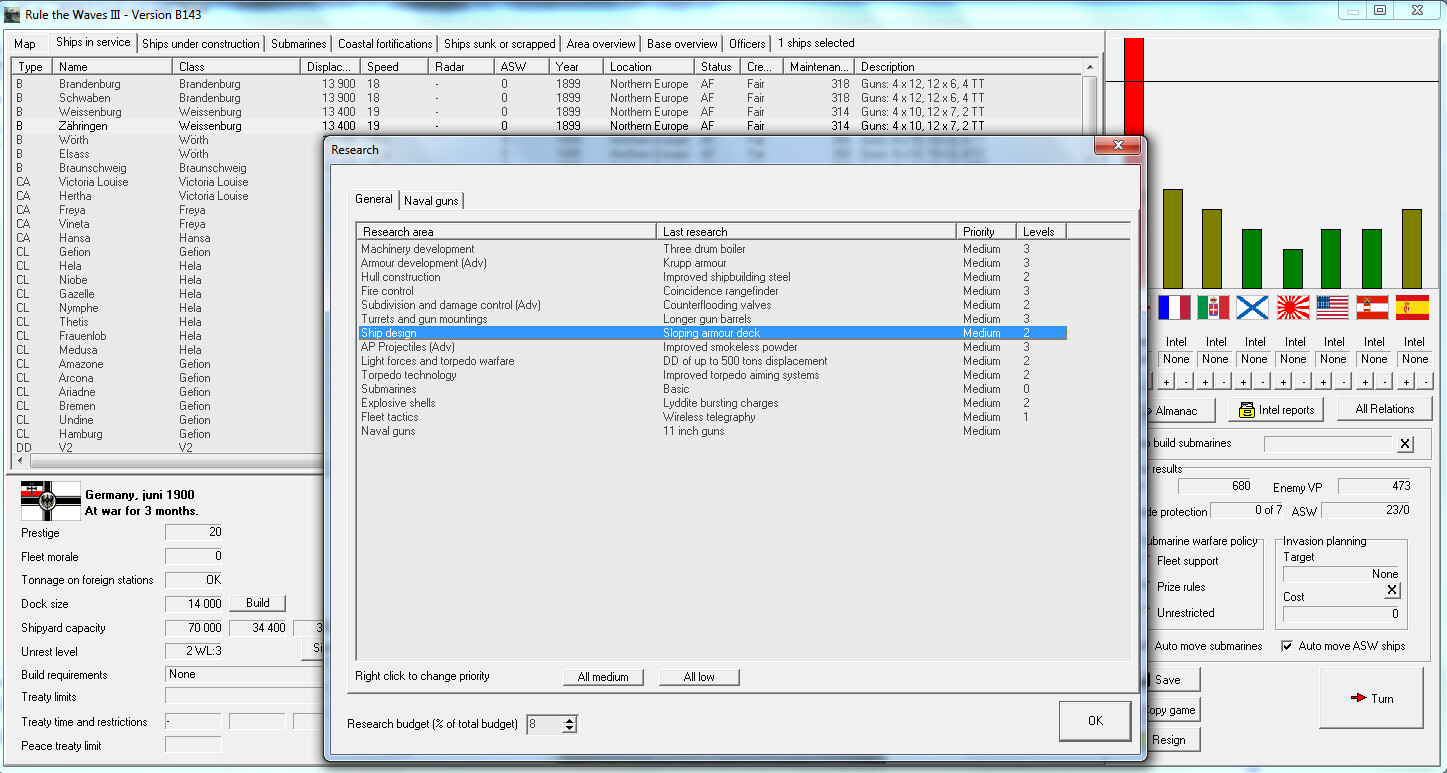 Rule the Waves III - Version B143
Map Ships in service Ships under construction Submarines Coastal fortifications Ships sunk or scrapped Area overview Base overview Officers 1 ships selected
Type Name Class Displac... Speed Radar ASW Year Location Status Cre... Maintenan... Description
B Brandenburg Brandenburg 13 900 18 - 0 1899 Northern Europe AF Fair 318 Guns: 4 x 12, 12 x 6, 4 TT
B Schwaben Brandenburg 13 900 18 - 0 1899 Northern Europe AF Fair 318 Guns: 4 x 12, 12 x 6, 4 TT
B Weissenburg Weissenburg 13 400 19 - 0 1899 Northern Europe AF Fair 314 Guns: 4 x 10, 12 x 7, 2 TT
B Zähringen Weissenburg 13 400 19 - 0 1899 Northern Europe AF Fair 314 Guns: 4 x 10, 12 x 7, 2 TT
B Wörth Wörth
B Elsass Wörth
B Braunschweig Braunschweig
CA Victoria Louise Victoria Louise
CA Hertha Victoria Louise
CA Freya Freya
CA Vineta Freya
CA Hansa Freya
CL Gefion Gefion
CL Hela Hela
CL Niobe Hela
CL Gazelle Hela
CL Nymphe Hela
CL Thetis Hela
CL Frauenlob Hela
CL Medusa Hela
CL Amazone Gefion
CL Arcona Gefion
CL Ariadne Gefion
CL Bremen Gefion
CL Undine Gefion
CL Hamburg Gefion
DD V2 V2
Research
General Naval guns
Research area Last research Priority Levels
Machinery development Three drum boiler Medium 3
Armour development (Adv) Krupp armour Medium 3
Hull construction Improved shipbuilding steel Medium 2
Fire control Coincidence rangefinder Medium 3
Subdivision and damage control (Adv) Counterflooding valves Medium 2
Turrets and gun mountings Longer gun barrels Medium 3
Ship design Sloping armour deck Medium 2
AP Projectiles (Adv) Improved smokeless powder Medium 3
Light forces and torpedo warfare DD of up to 500 tons displacement Medium 2
Torpedo technology Improved torpedo aiming systems Medium 2
Submarines Basic Medium 0
Explosive shells Lyddite bursting charges Medium 2
Fleet tactics Wireless telegraphy Medium 1
Naval guns 11 inch guns Medium
Right click to change priority All medium All low
Research budget (% of total budget) 8 OK
Germany, juni 1900
At war for 3 months.
Prestige 20
Fleet morale 0
Tonnage on foreign stations OK
Dock size 14 000 Build
Shipyard capacity 70 000 34 400 3
Unrest level 2 WL:3 Si
Build requirements None
Treaty limits
Treaty time and restrictions -
Peace treaty limit
Intel Intel Intel Intel Intel Intel Intel
None None None None None None None
+ - + - + - + - + - + - + -
Almanac Intel reports All Relations
o build submarines X
results
680 Enemy VP 473
de protection 0 of 7 ASW 23/0
ubmarine warfare policy Invasion planning
Fleet support Target
None
Prize rules X
Cost
Unrestricted 0
Auto move submarines Auto move ASW ships
Save
opy game
Resign
Turn